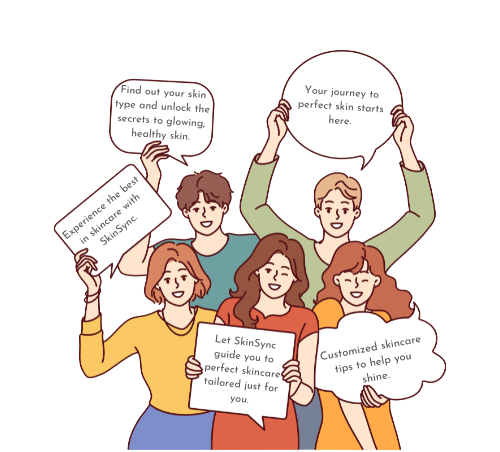 Find out your skin
type and unlock the
secrets to glowing,
healthy skin.
Your journey to
perfect skin starts
here.
Experience the best
in skincare with
SkinSync.
Let SkinSync
guide you to
perfect skincare
tailored just for
you.
Customized skincare
tips to help you
shine.